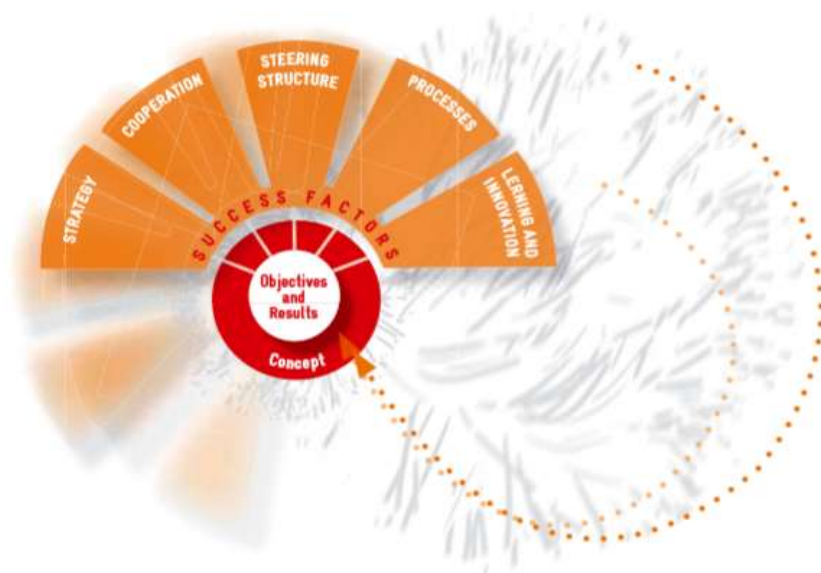 STRATEGY
COOPERATION
STEERING
STRUCTURE
PROCESSES
LERNING AND
INNOVATION
SUCCESS FACTORS
Objectives
and
Results
Concept